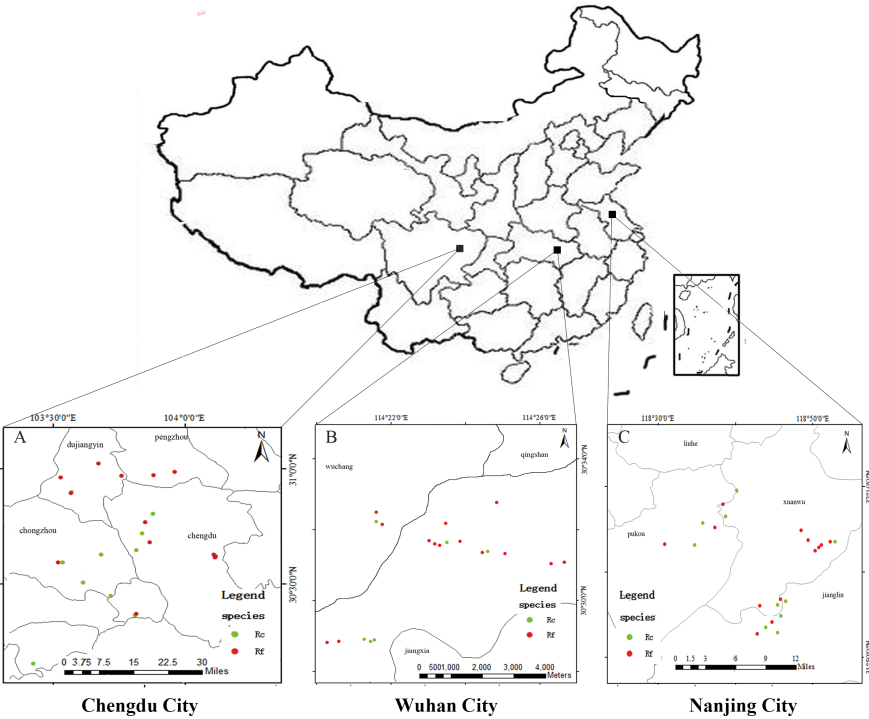 103°30'0"E
104°0'0"E
A
dujiangyin
pengzhou
N
31°0'0"N
chongzhou
chengdu
30°30'0"N
Legend
species
Rc
Rf
0 3.75 7.5 15 22.5 30
Miles
Chengdu City
114°22'0"E
114°26'0"E
B
N
wuchang
qingshan
30°34'0"N
30°30'0"N
Legend
species
Rc
Rf
jiangxia
0 5001,000 2,000 3,000 4,000
Meters
Wuhan City
118°30'0"E
118°50'0"E
C
N
liuhe
xuanwu
pukou
jianglin
Legend
species
Rc
Rf
0 1.5 3 6 9 12
Miles
Nanjing City